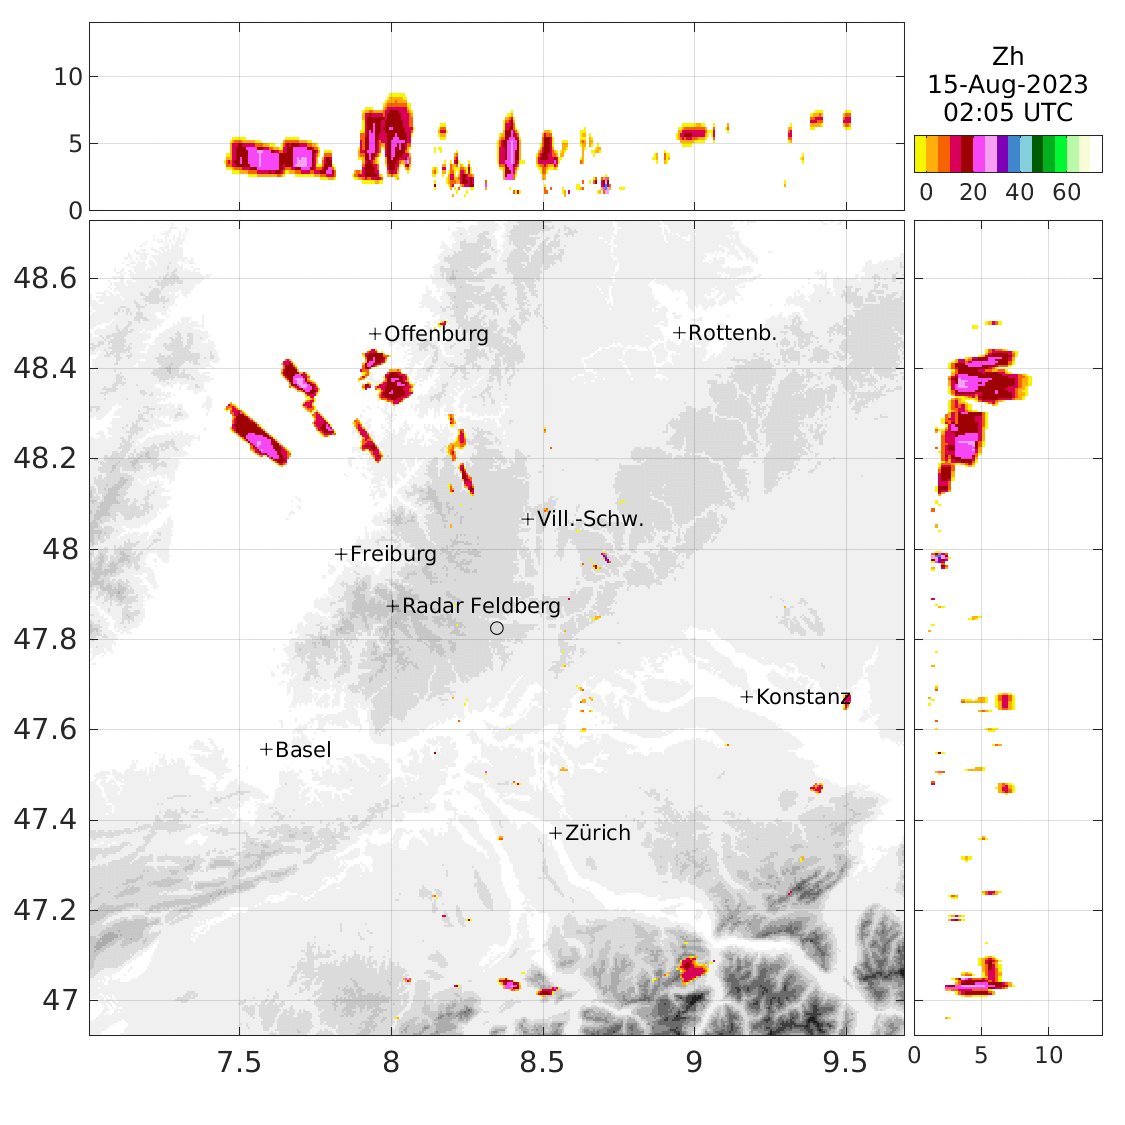 10
5
0
Zh
15-Aug-2023
02:05 UTC
0 20 40 60
48.6
48.4
48.2
48
47.8
47.6
47.4
47.2
47
Offenburg
Rottenb.
Vill.-Schw.
Freiburg
Radar Feldberg
Konstanz
Basel
Zürich
7.5 8 8.5 9 9.5
0 5 10